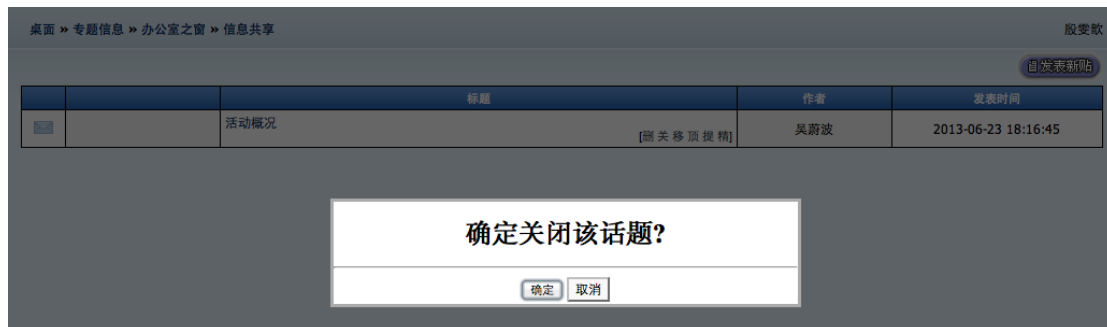 桌面 » 专题信息 » 办公室之窗 » 信息共享
殷雯歆
发表新贴
标题 作者 发表时间
活动概况
[删 关 移 顶 提 精]
吴蔚波 2013-06-23 18:16:45
确定关闭该话题?
确定 取消